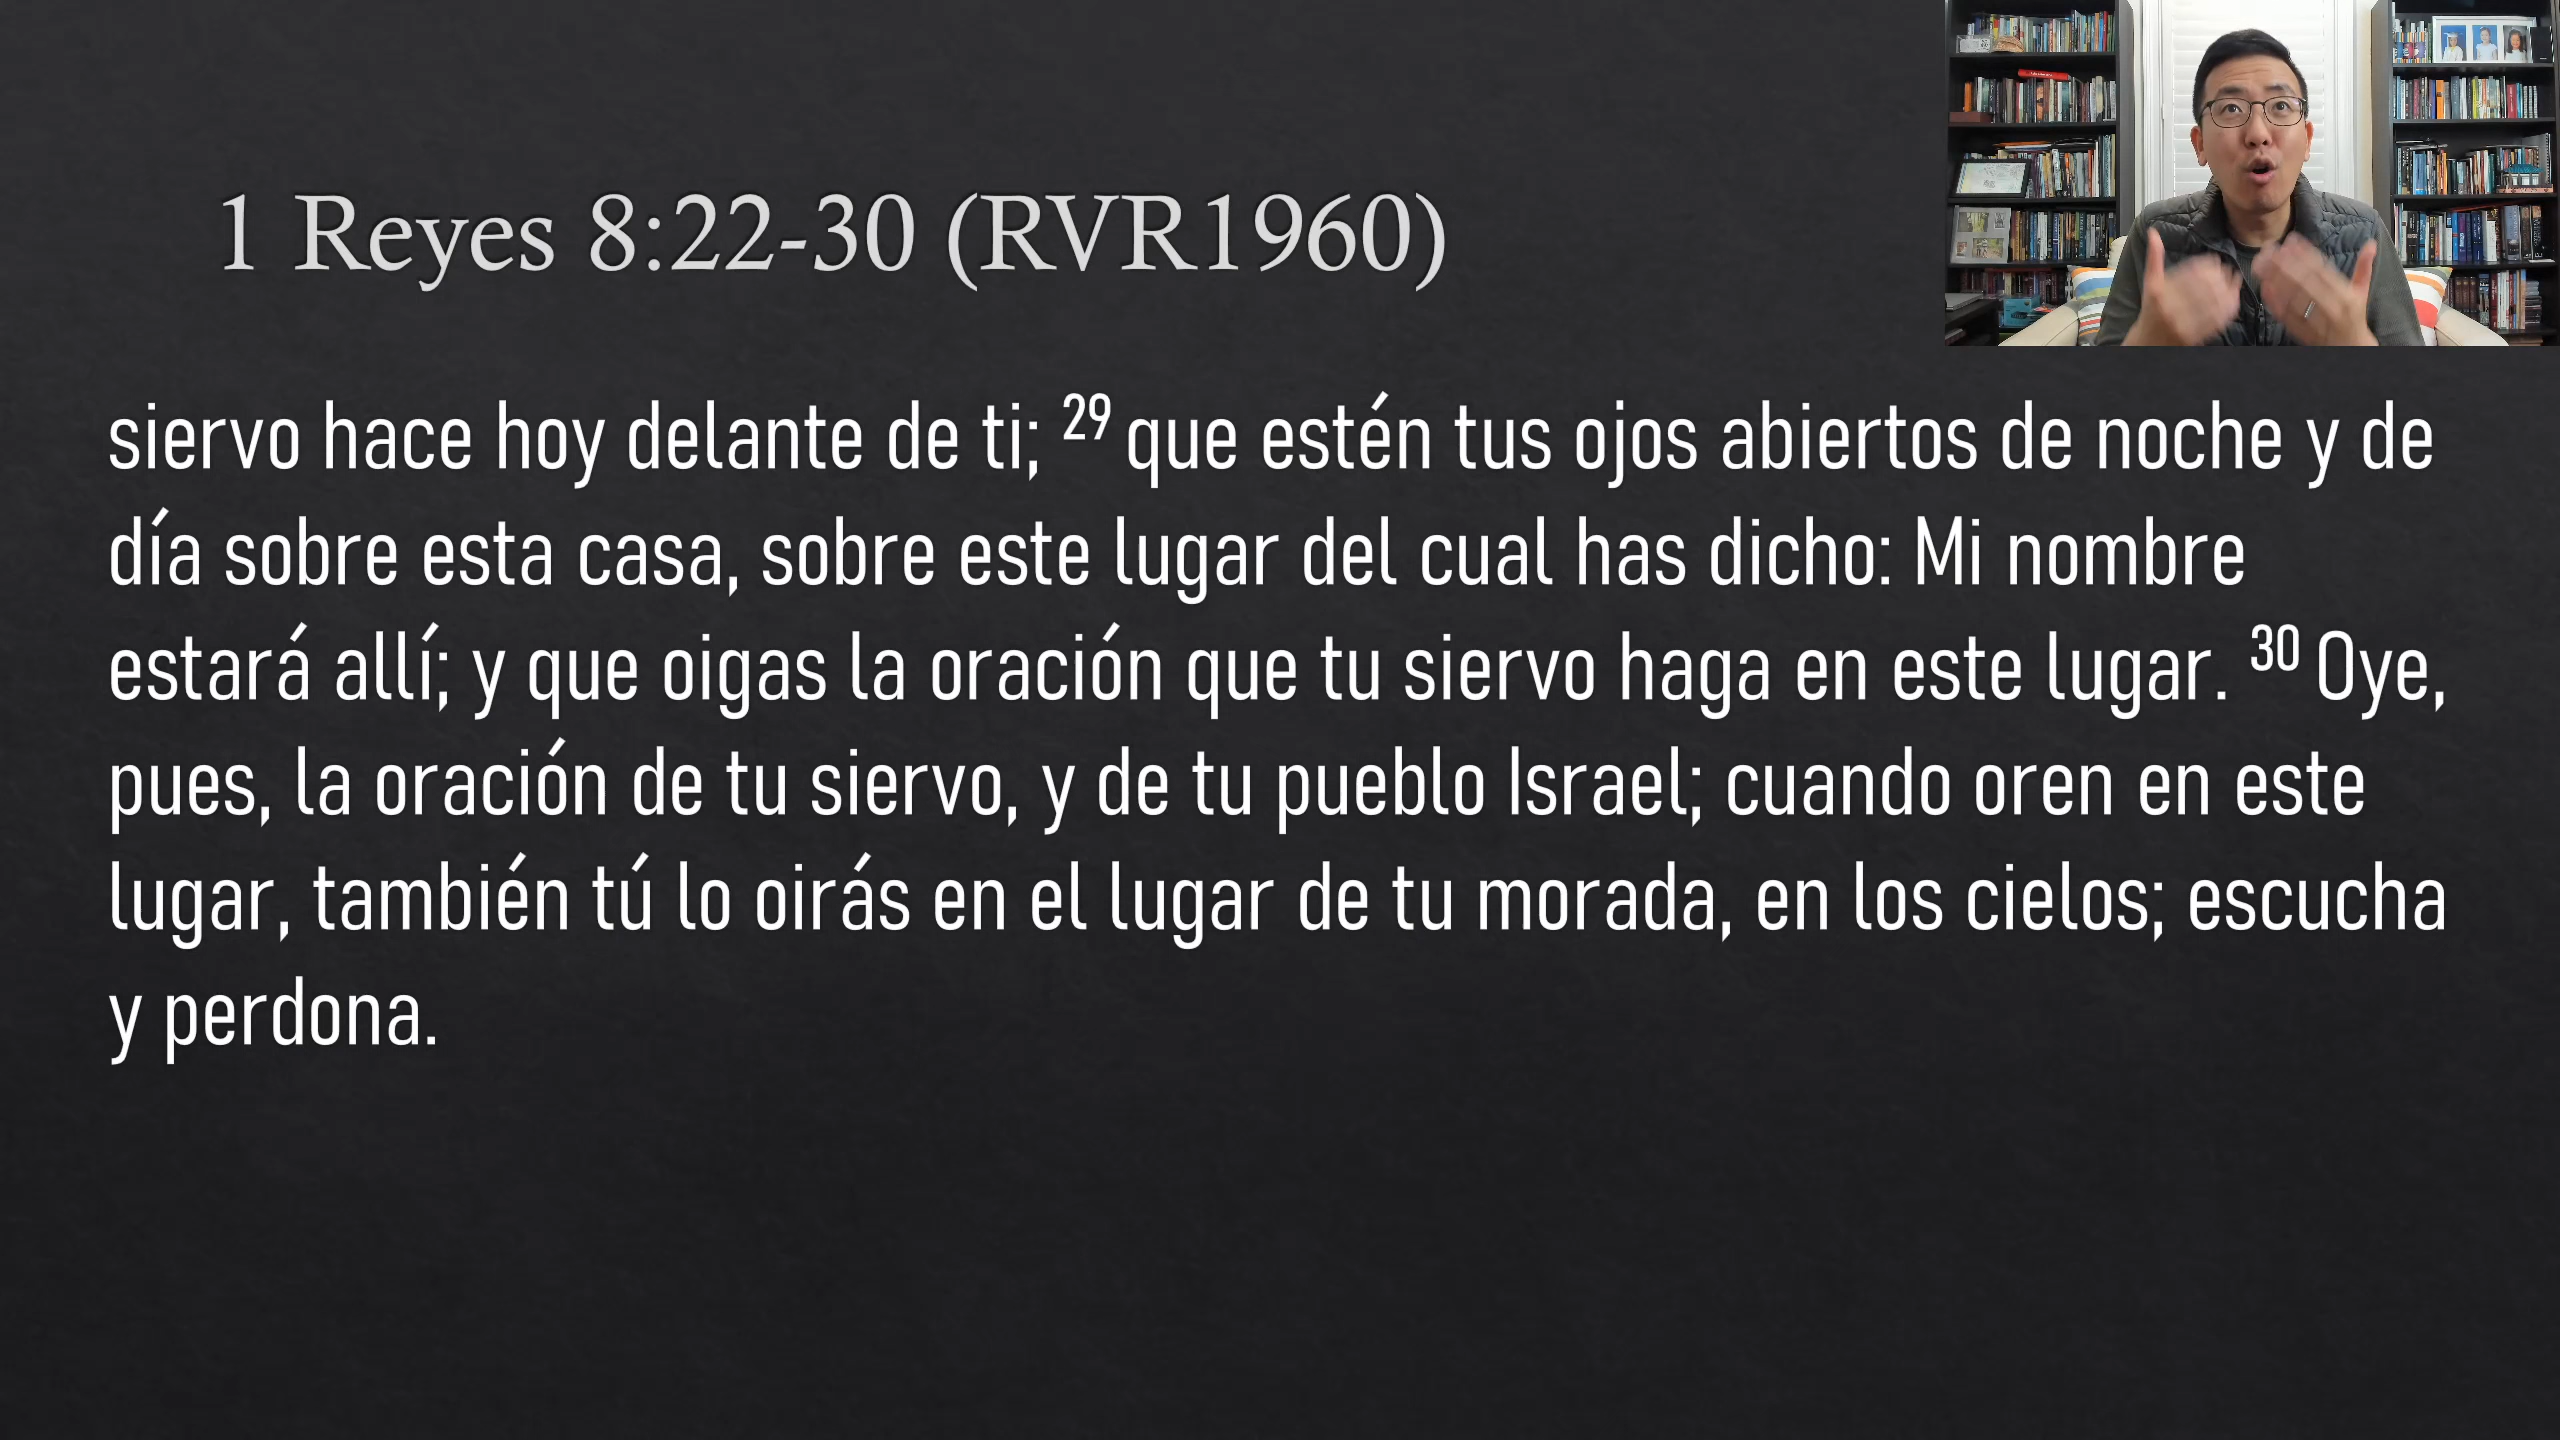 1 Reyes 8:22-30 (RVR1960)
siervo hace hoy delante de ti; 29 que estén tus ojos abiertos de noche y de
día sobre esta casa, sobre este lugar del cual has dicho: Mi nombre
estará allí; y que oigas la oración que tu siervo haga en este lugar. 30 Oye,
pues, la oración de tu siervo, y de tu pueblo Israel; cuando oren en este
lugar, también tú lo oirás en el lugar de tu morada, en los cielos; escucha
y perdona.